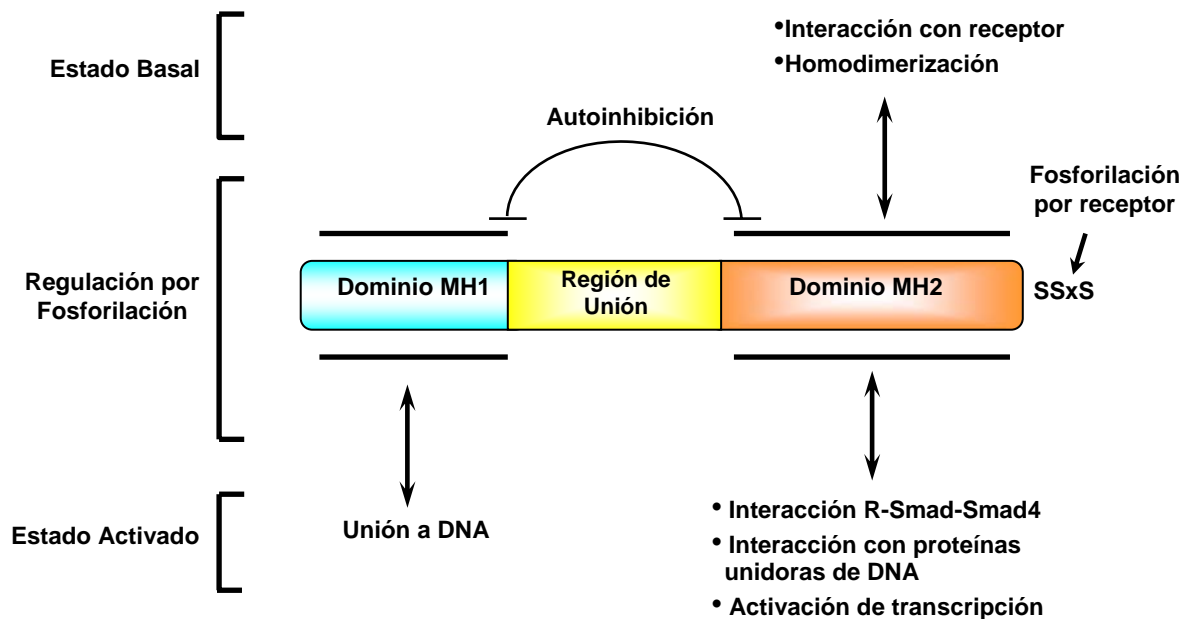 •Interacción con receptor
•Homodimerización
Estado Basal
Autoinhibición
Fosforilación
por receptor
Regulación por
Fosforilación
Dominio MH1
Región de
Unión
Dominio MH2
SSxS
Estado Activado
Unión a DNA
• Interacción R-Smad-Smad4
• Interacción con proteínas
unidoras de DNA
• Activación de transcripción